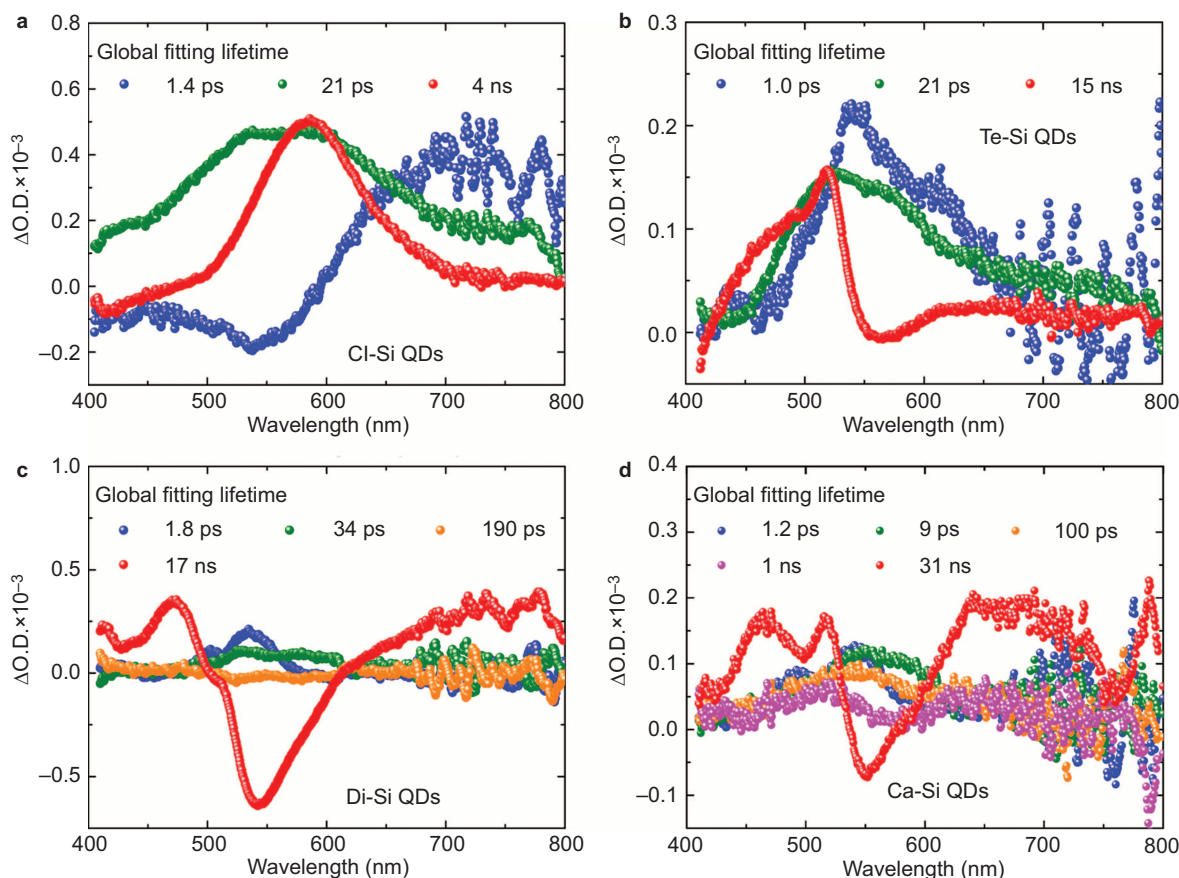 a
Global fitting lifetime
1.4 ps 21 ps 4 ns
ΔO.D.×10⁻³
0.8
0.6
0.4
0.2
0.0
−0.2
Cl-Si QDs
400 500 600 700 800
Wavelength (nm)
b
Global fitting lifetime
1.0 ps 21 ps 15 ns
Te-Si QDs
ΔO.D.×10⁻³
0.3
0.2
0.1
0.0
400 500 600 700 800
Wavelength (nm)
c
Global fitting lifetime
1.8 ps 34 ps 190 ps
17 ns
ΔO.D.×10⁻³
1.0
0.5
0.0
−0.5
Di-Si QDs
400 500 600 700 800
Wavelength (nm)
d
Global fitting lifetime
1.2 ps 9 ps 100 ps
1 ns 31 ns
ΔO.D.×10⁻³
0.4
0.3
0.2
0.1
0.0
−0.1
Ca-Si QDs
400 500 600 700 800
Wavelength (nm)